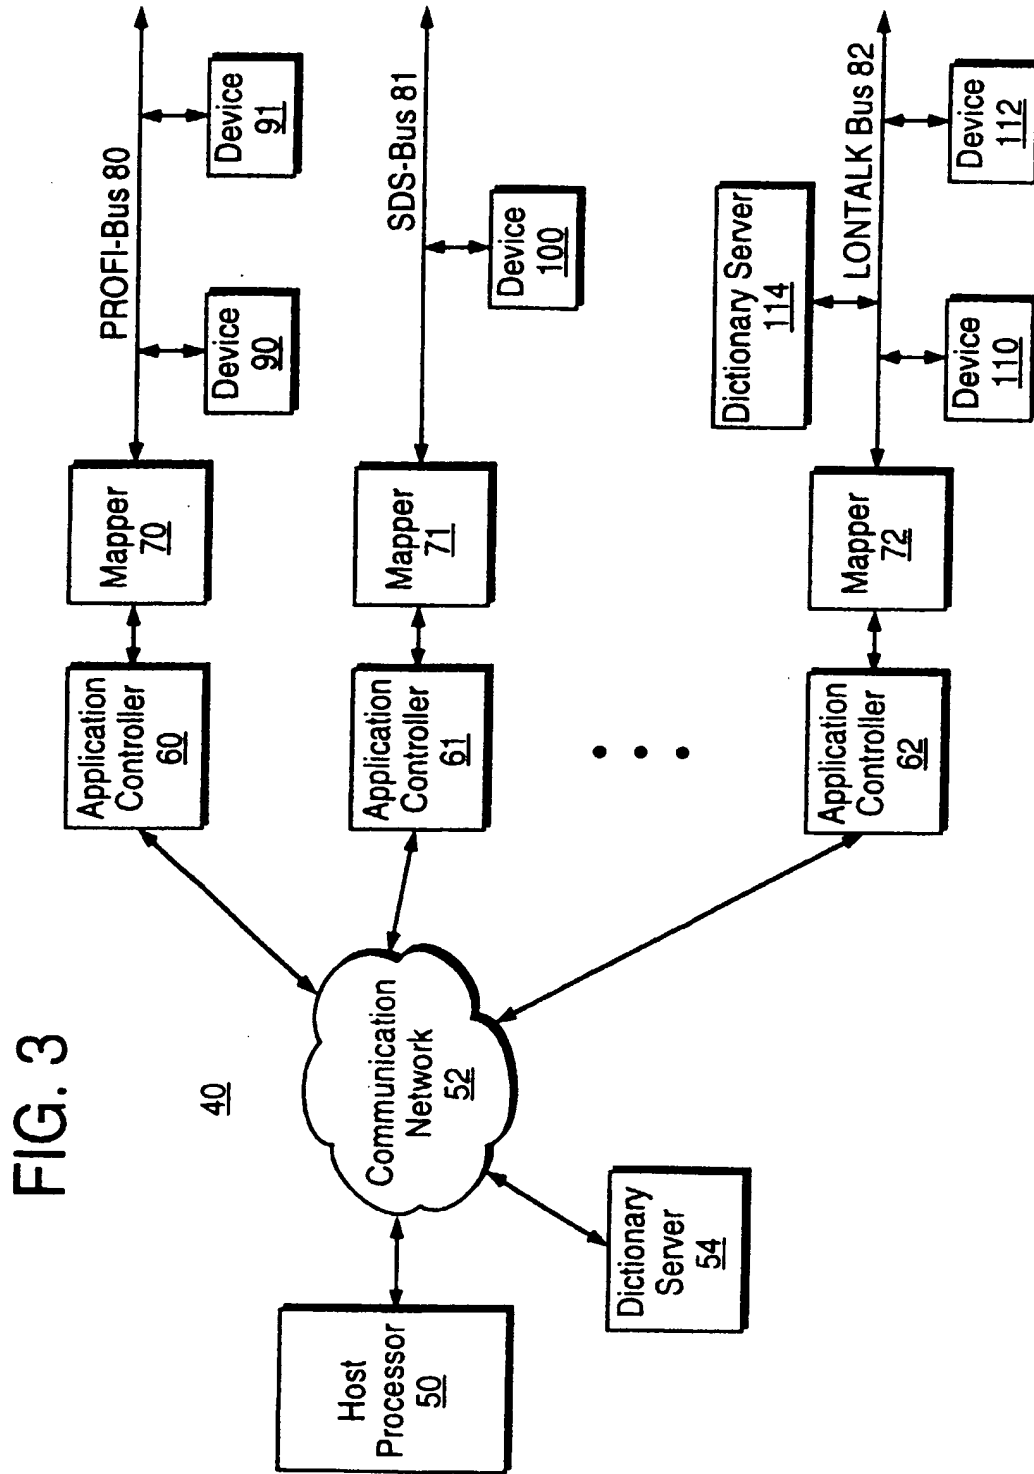 FIG. 3
40
Host
Processor
50
Communication
Network
52
Dictionary
Server
54
Application
Controller
60
Mapper
70
PROFI-Bus 80
Device
90
Device
91
Application
Controller
61
Mapper
71
SDS-Bus 81
Device
100
Application
Controller
62
Mapper
72
Dictionary Server
114
LONTALK Bus 82
Device
110
Device
112